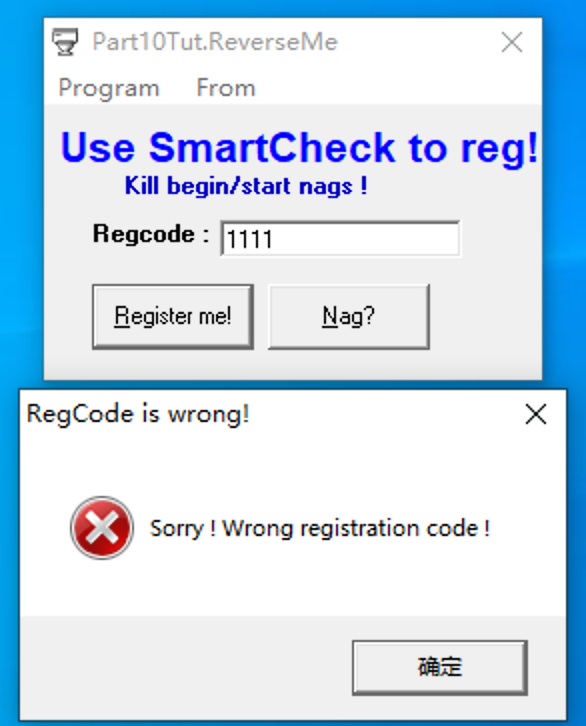 Part10Tut.ReverseMe
Program From
Use SmartCheck to reg!
Kill begin/start nags !
Regcode : 1111
Register me! Nag?
RegCode is wrong!
Sorry ! Wrong registration code !
确定